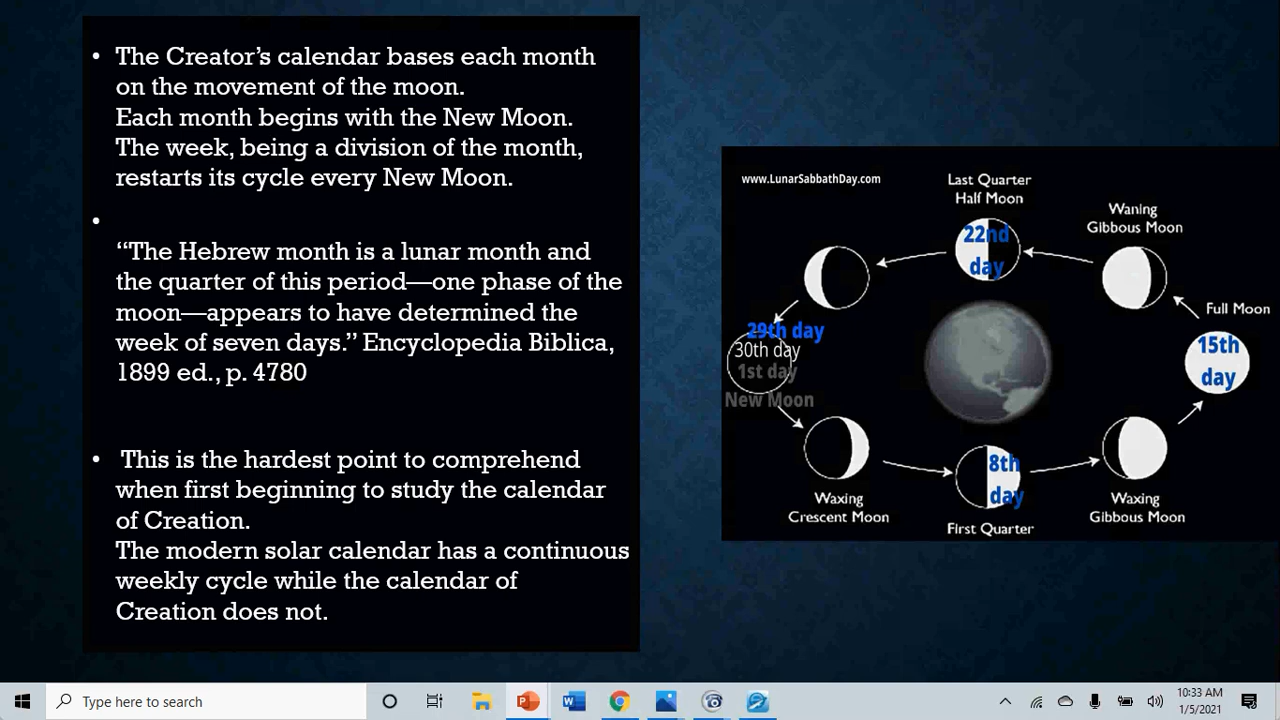 • The Creator’s calendar bases each month
on the movement of the moon.
Each month begins with the New Moon.
The week, being a division of the month,
restarts its cycle every New Moon.
•
“The Hebrew month is a lunar month and
the quarter of this period—one phase of the
moon—appears to have determined the
week of seven days.” Encyclopedia Biblica,
1899 ed., p. 4780
• This is the hardest point to comprehend
when first beginning to study the calendar
of Creation.
The modern solar calendar has a continuous
weekly cycle while the calendar of
Creation does not.
www.LunarSabbathDay.com
Last Quarter
Half Moon
22nd
day
Waning
Gibbous Moon
Full Moon
15th
day
29th day
30th day
1st day
New Moon
Waxing
Crescent Moon
8th
day
First Quarter
Waxing
Gibbous Moon
Type here to search
10:33 AM
1/5/2021